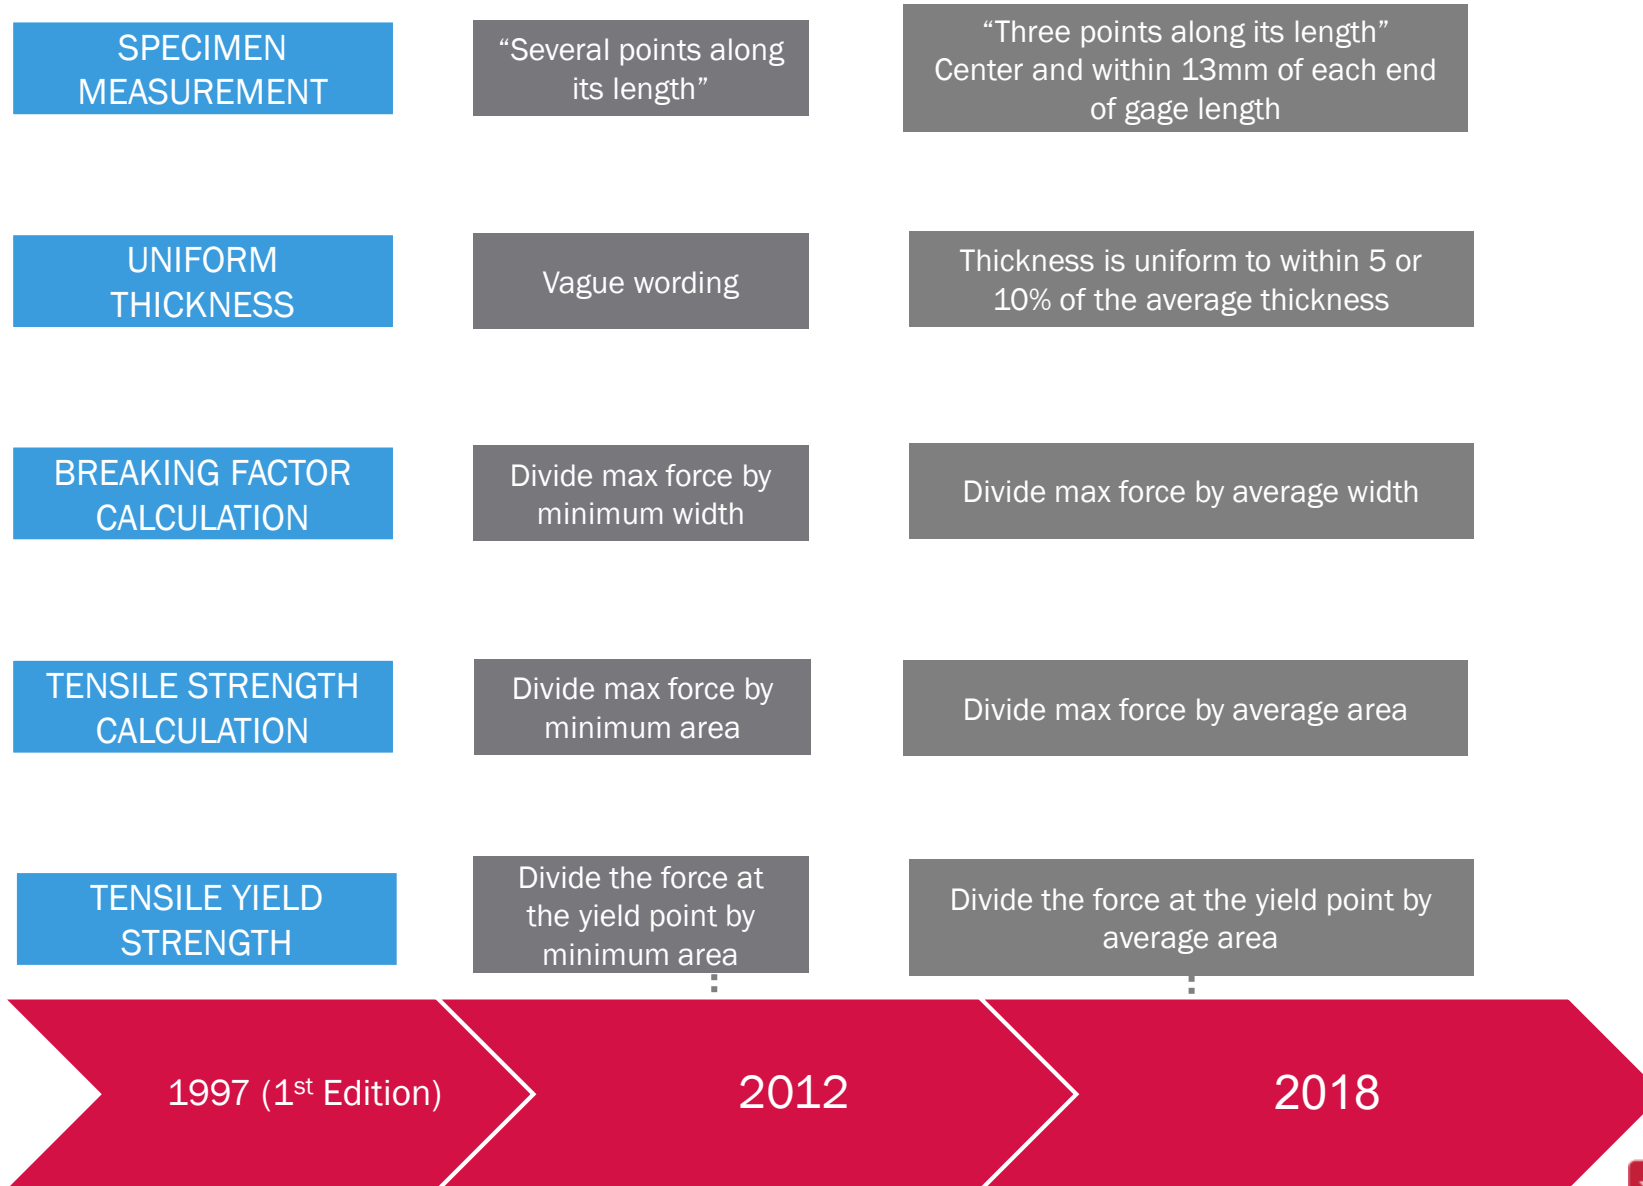 SPECIMEN
MEASUREMENT
“Several points along
its length”
“Three points along its length”
Center and within 13mm of each end
of gage length
UNIFORM
THICKNESS
Vague wording
Thickness is uniform to within 5 or
10% of the average thickness
BREAKING FACTOR
CALCULATION
Divide max force by
minimum width
Divide max force by average width
TENSILE STRENGTH
CALCULATION
Divide max force by
minimum area
Divide max force by average area
TENSILE YIELD
STRENGTH
Divide the force at
the yield point by
minimum area
Divide the force at the yield point by
average area
1997 (1st Edition)
2012
2018